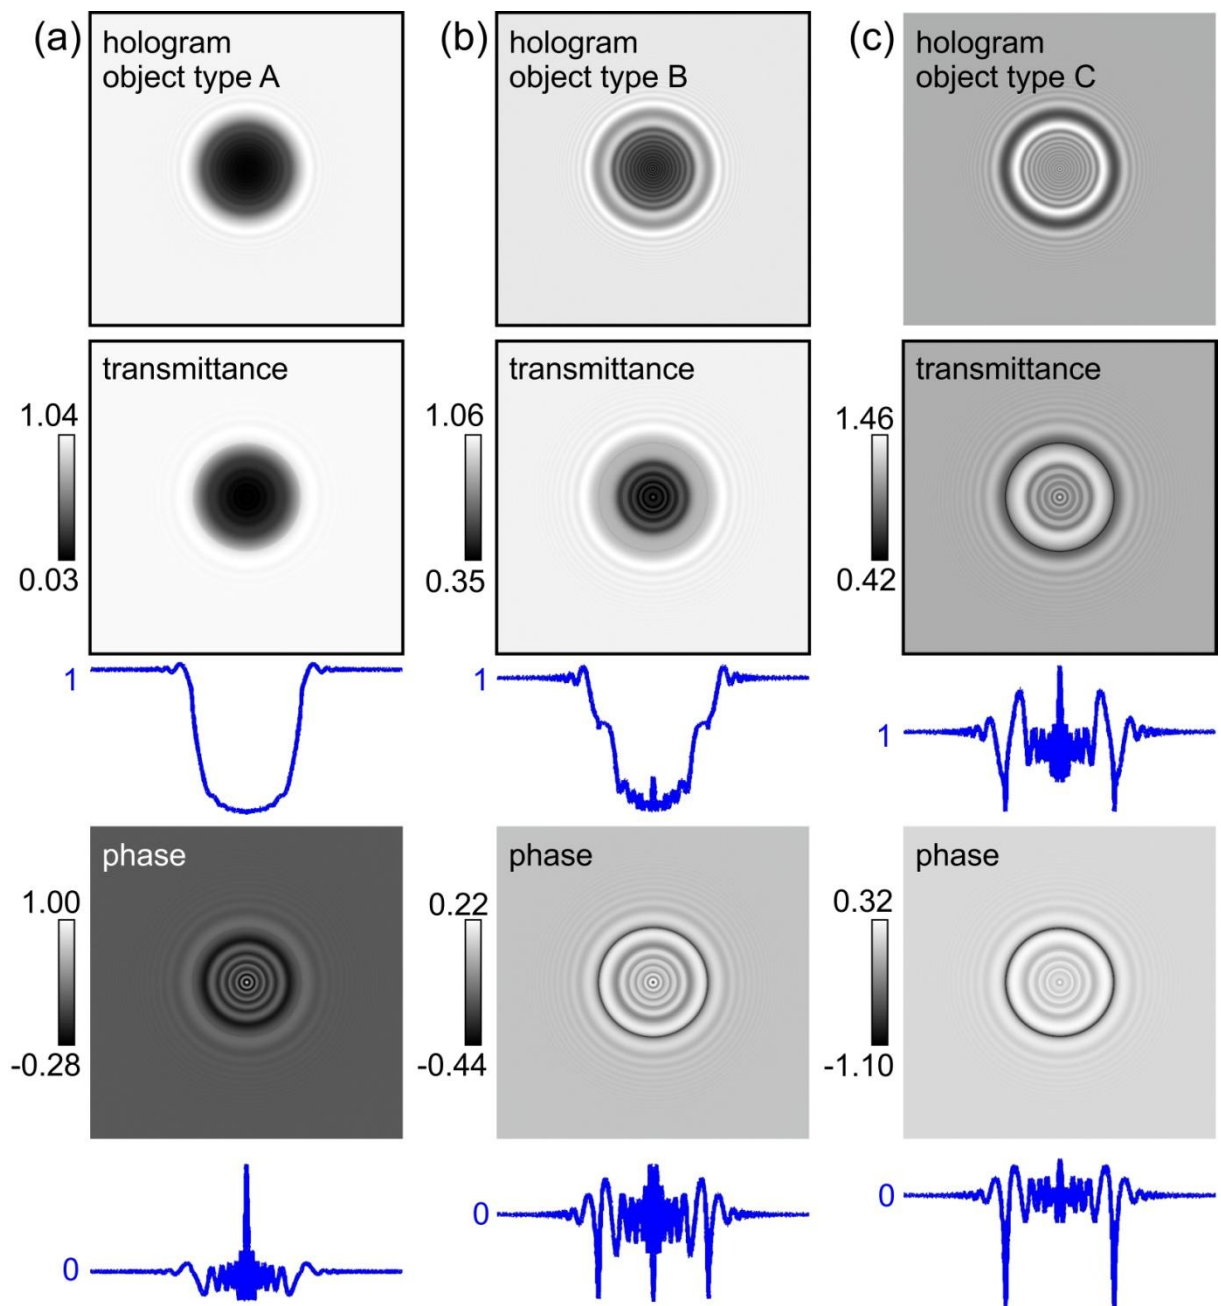 (a)
hologram
object type A
(b)
hologram
object type B
(c)
hologram
object type C
transmittance
1.04
0.03
transmittance
1.06
0.35
transmittance
1.46
0.42
1
1
1
phase
1.00
-0.28
phase
0.22
-0.44
phase
0.32
-1.10
0
0
0